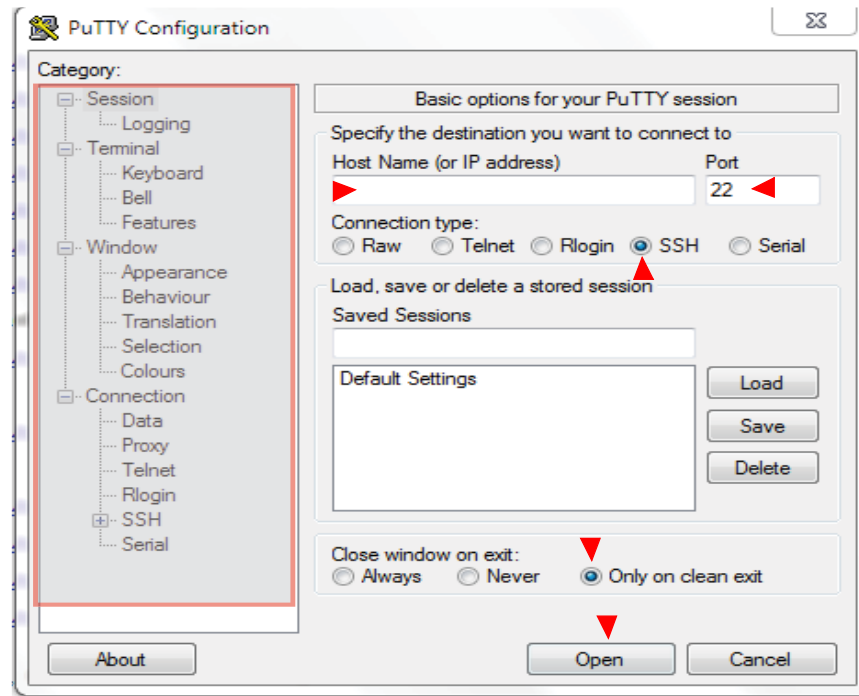 PuTTY Configuration
Category:
Session
Logging
Terminal
Keyboard
Bell
Features
Window
Appearance
Behaviour
Translation
Selection
Colours
Connection
Data
Proxy
Telnet
Rlogin
SSH
Serial
Basic options for your PuTTY session
Specify the destination you want to connect to
Host Name (or IP address) Port
22
Connection type:
Raw Telnet Rlogin SSH Serial
Load, save or delete a stored session
Saved Sessions
Default Settings
Load
Save
Delete
Close window on exit:
Always Never Only on clean exit
About Open Cancel